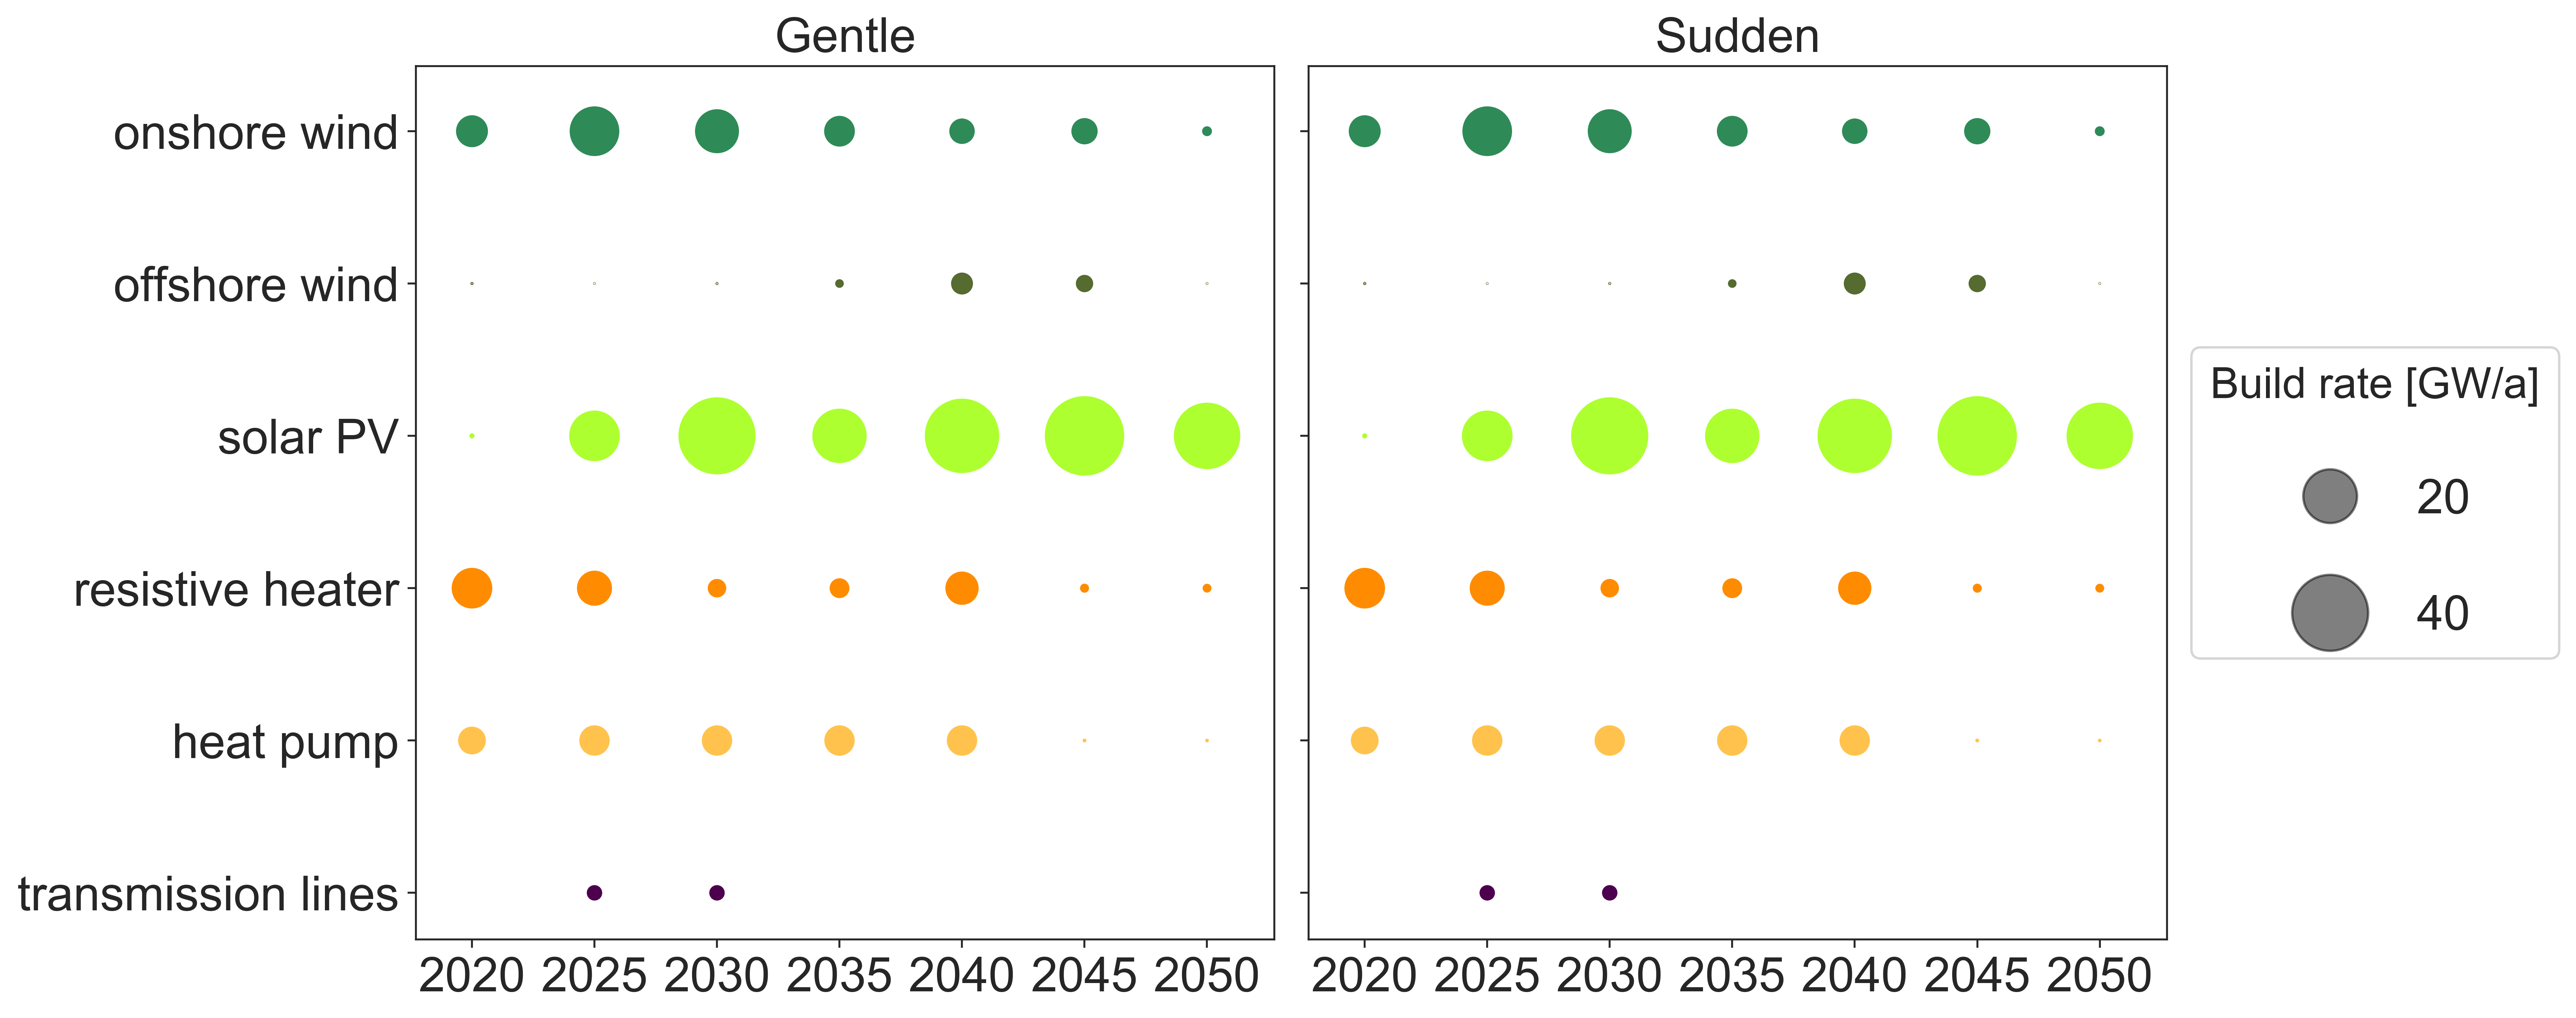 Gentle
Sudden
onshore wind
offshore wind
solar PV
resistive heater
heat pump
transmission lines
2020 2025 2030 2035 2040 2045 2050
2020 2025 2030 2035 2040 2045 2050
Build rate [GW/a]
20
40